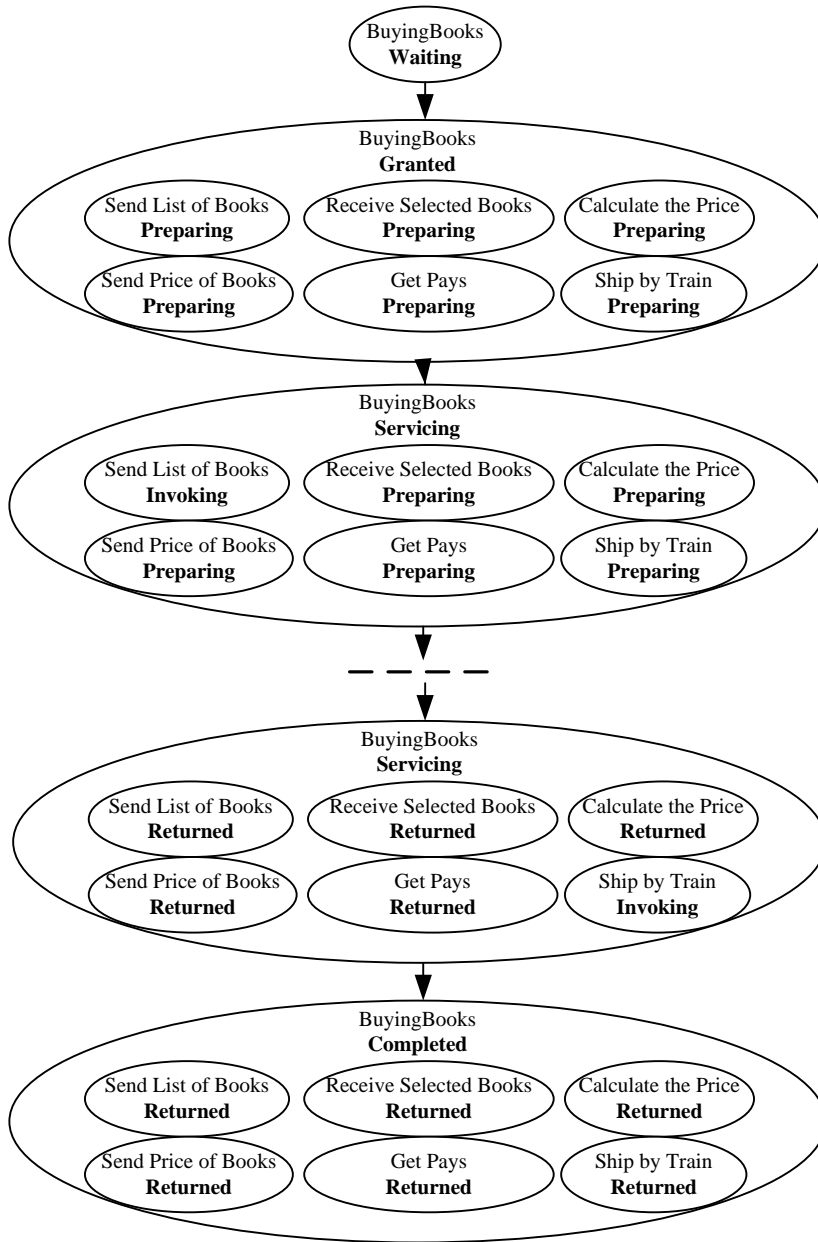 BuyingBooks
Waiting
BuyingBooks
Granted
Send List of Books
Preparing
Receive Selected Books
Preparing
Calculate the Price
Preparing
Send Price of Books
Preparing
Get Pays
Preparing
Ship by Train
Preparing
BuyingBooks
Servicing
Send List of Books
Invoking
Receive Selected Books
Preparing
Calculate the Price
Preparing
Send Price of Books
Preparing
Get Pays
Preparing
Ship by Train
Preparing
BuyingBooks
Servicing
Send List of Books
Returned
Receive Selected Books
Returned
Calculate the Price
Returned
Send Price of Books
Returned
Get Pays
Returned
Ship by Train
Invoking
BuyingBooks
Completed
Send List of Books
Returned
Receive Selected Books
Returned
Calculate the Price
Returned
Send Price of Books
Returned
Get Pays
Returned
Ship by Train
Returned